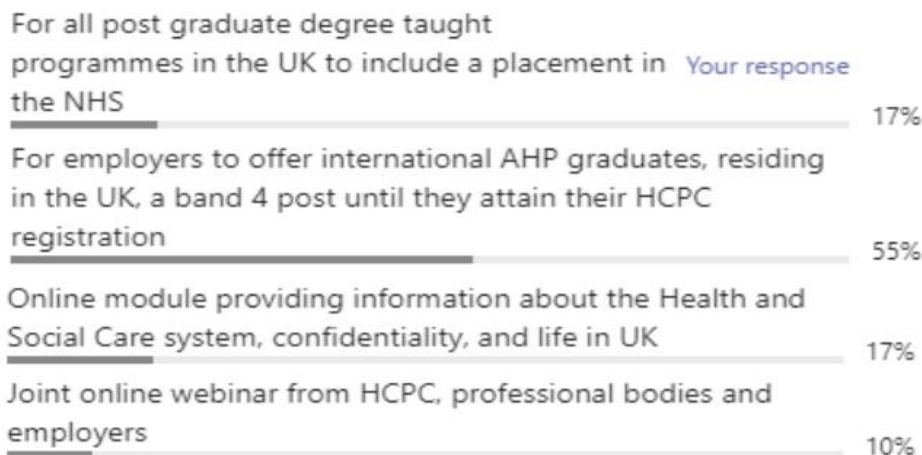 For all post graduate degree taught
programmes in the UK to include a placement in Your response
the NHS
17%
For employers to offer international AHP graduates, residing
in the UK, a band 4 post until they attain their HCPC
registration
55%
Online module providing information about the Health and
Social Care system, confidentiality, and life in UK
17%
Joint online webinar from HCPC, professional bodies and
employers
10%